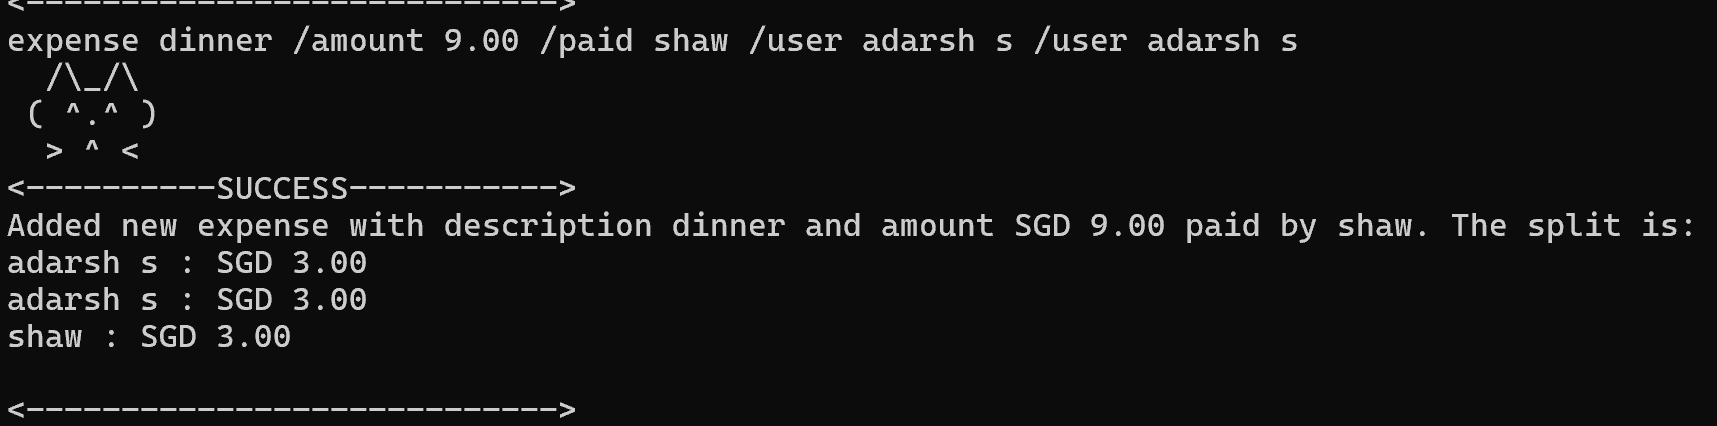 <---------------------------->
expense dinner /amount 9.00 /paid shaw /user adarsh s /user adarsh s
  /\_/\
 ( ^.^ )
  > ^ <
<----------SUCCESS----------->
Added new expense with description dinner and amount SGD 9.00 paid by shaw. The split is:
adarsh s : SGD 3.00
adarsh s : SGD 3.00
shaw : SGD 3.00
<---------------------------->